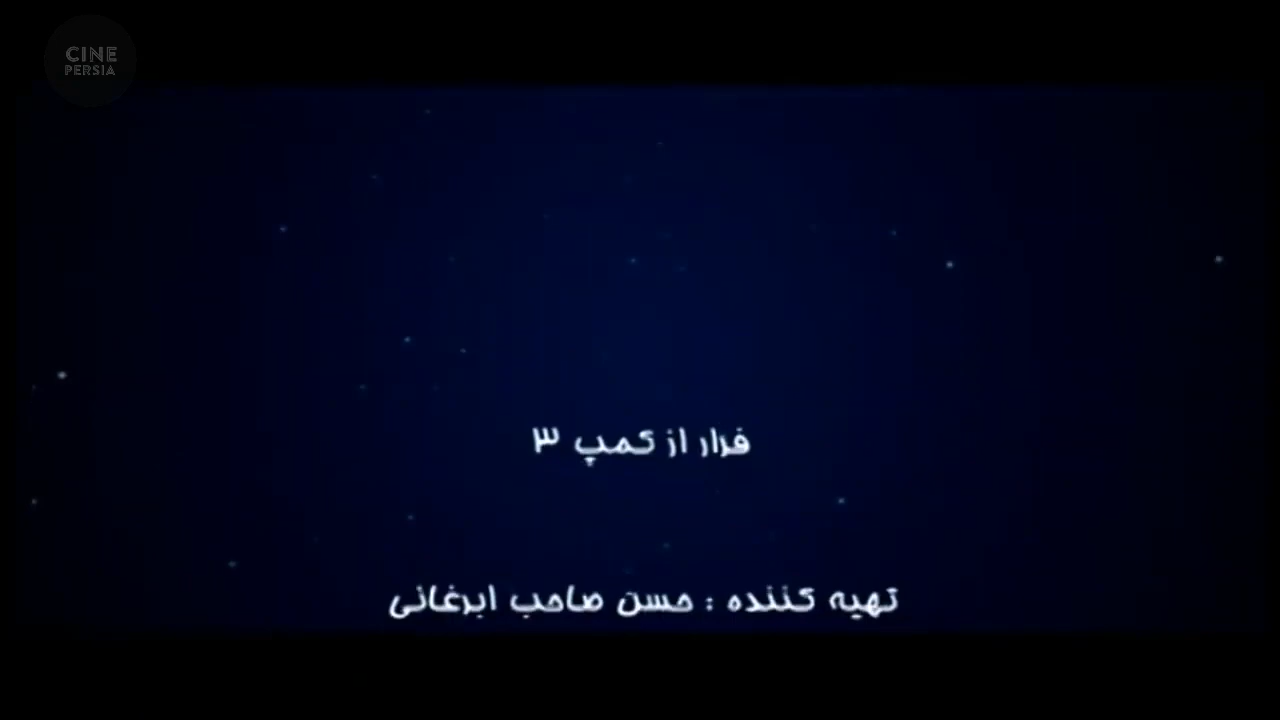 CINE
PERSIA
فرار از کمپ ۳
تهیه کننده : حسن صاحب ابرغانی